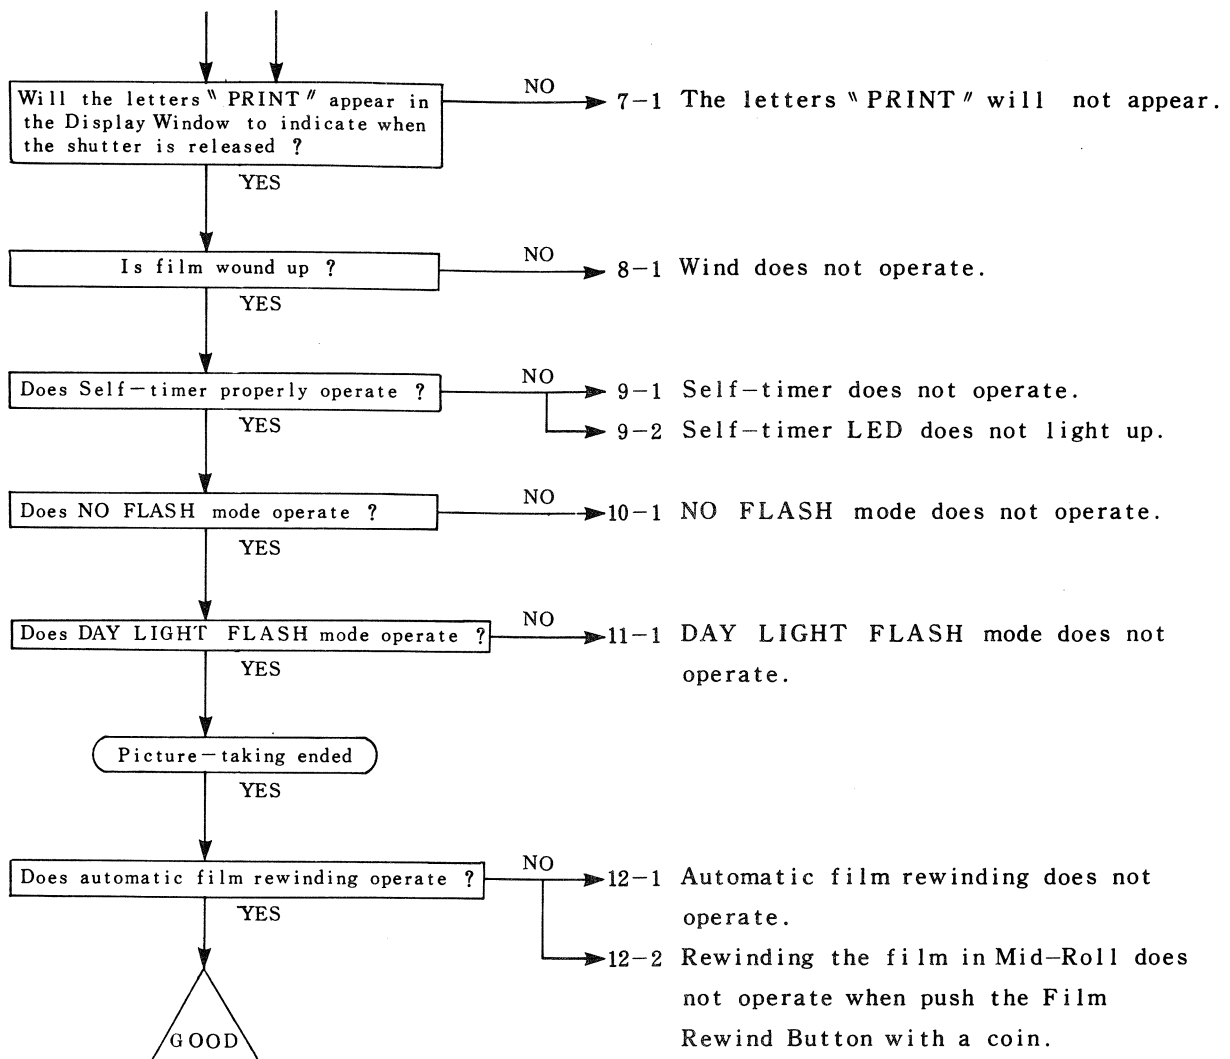 Will the letters〝PRINT〞appear in
the Display Window to indicate when
the shutter is released ?
NO
7-1 The letters〝PRINT〞will not appear.
YES
Is film wound up ?
NO
8-1 Wind does not operate.
YES
Does Self-timer properly operate ?
NO
9-1 Self-timer does not operate.
9-2 Self-timer LED does not light up.
YES
Does NO FLASH mode operate ?
NO
10-1 NO FLASH mode does not operate.
YES
Does DAY LIGHT FLASH mode operate ?
NO
11-1 DAY LIGHT FLASH mode does not
operate.
YES
Picture-taking ended
YES
Does automatic film rewinding operate ?
NO
12-1 Automatic film rewinding does not
operate.
YES
12-2 Rewinding the film in Mid-Roll does
not operate when push the Film
Rewind Button with a coin.
GOOD